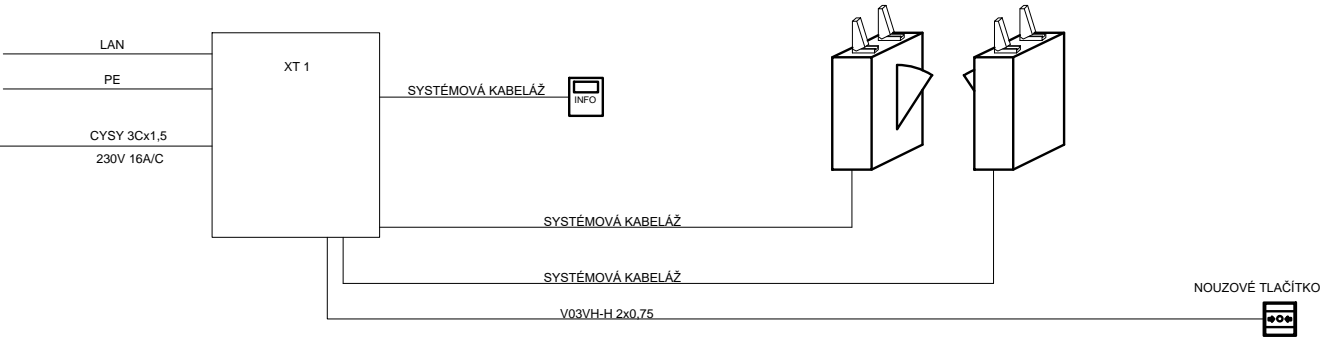 LAN
XT 1
PE
SYSTÉMOVÁ KABELÁŽ
INFO
CYSY 3Cx1,5
230V 16A/C
SYSTÉMOVÁ KABELÁŽ
SYSTÉMOVÁ KABELÁŽ
NOUZOVÉ TLAČÍTKO
V03VH-H 2x0,75